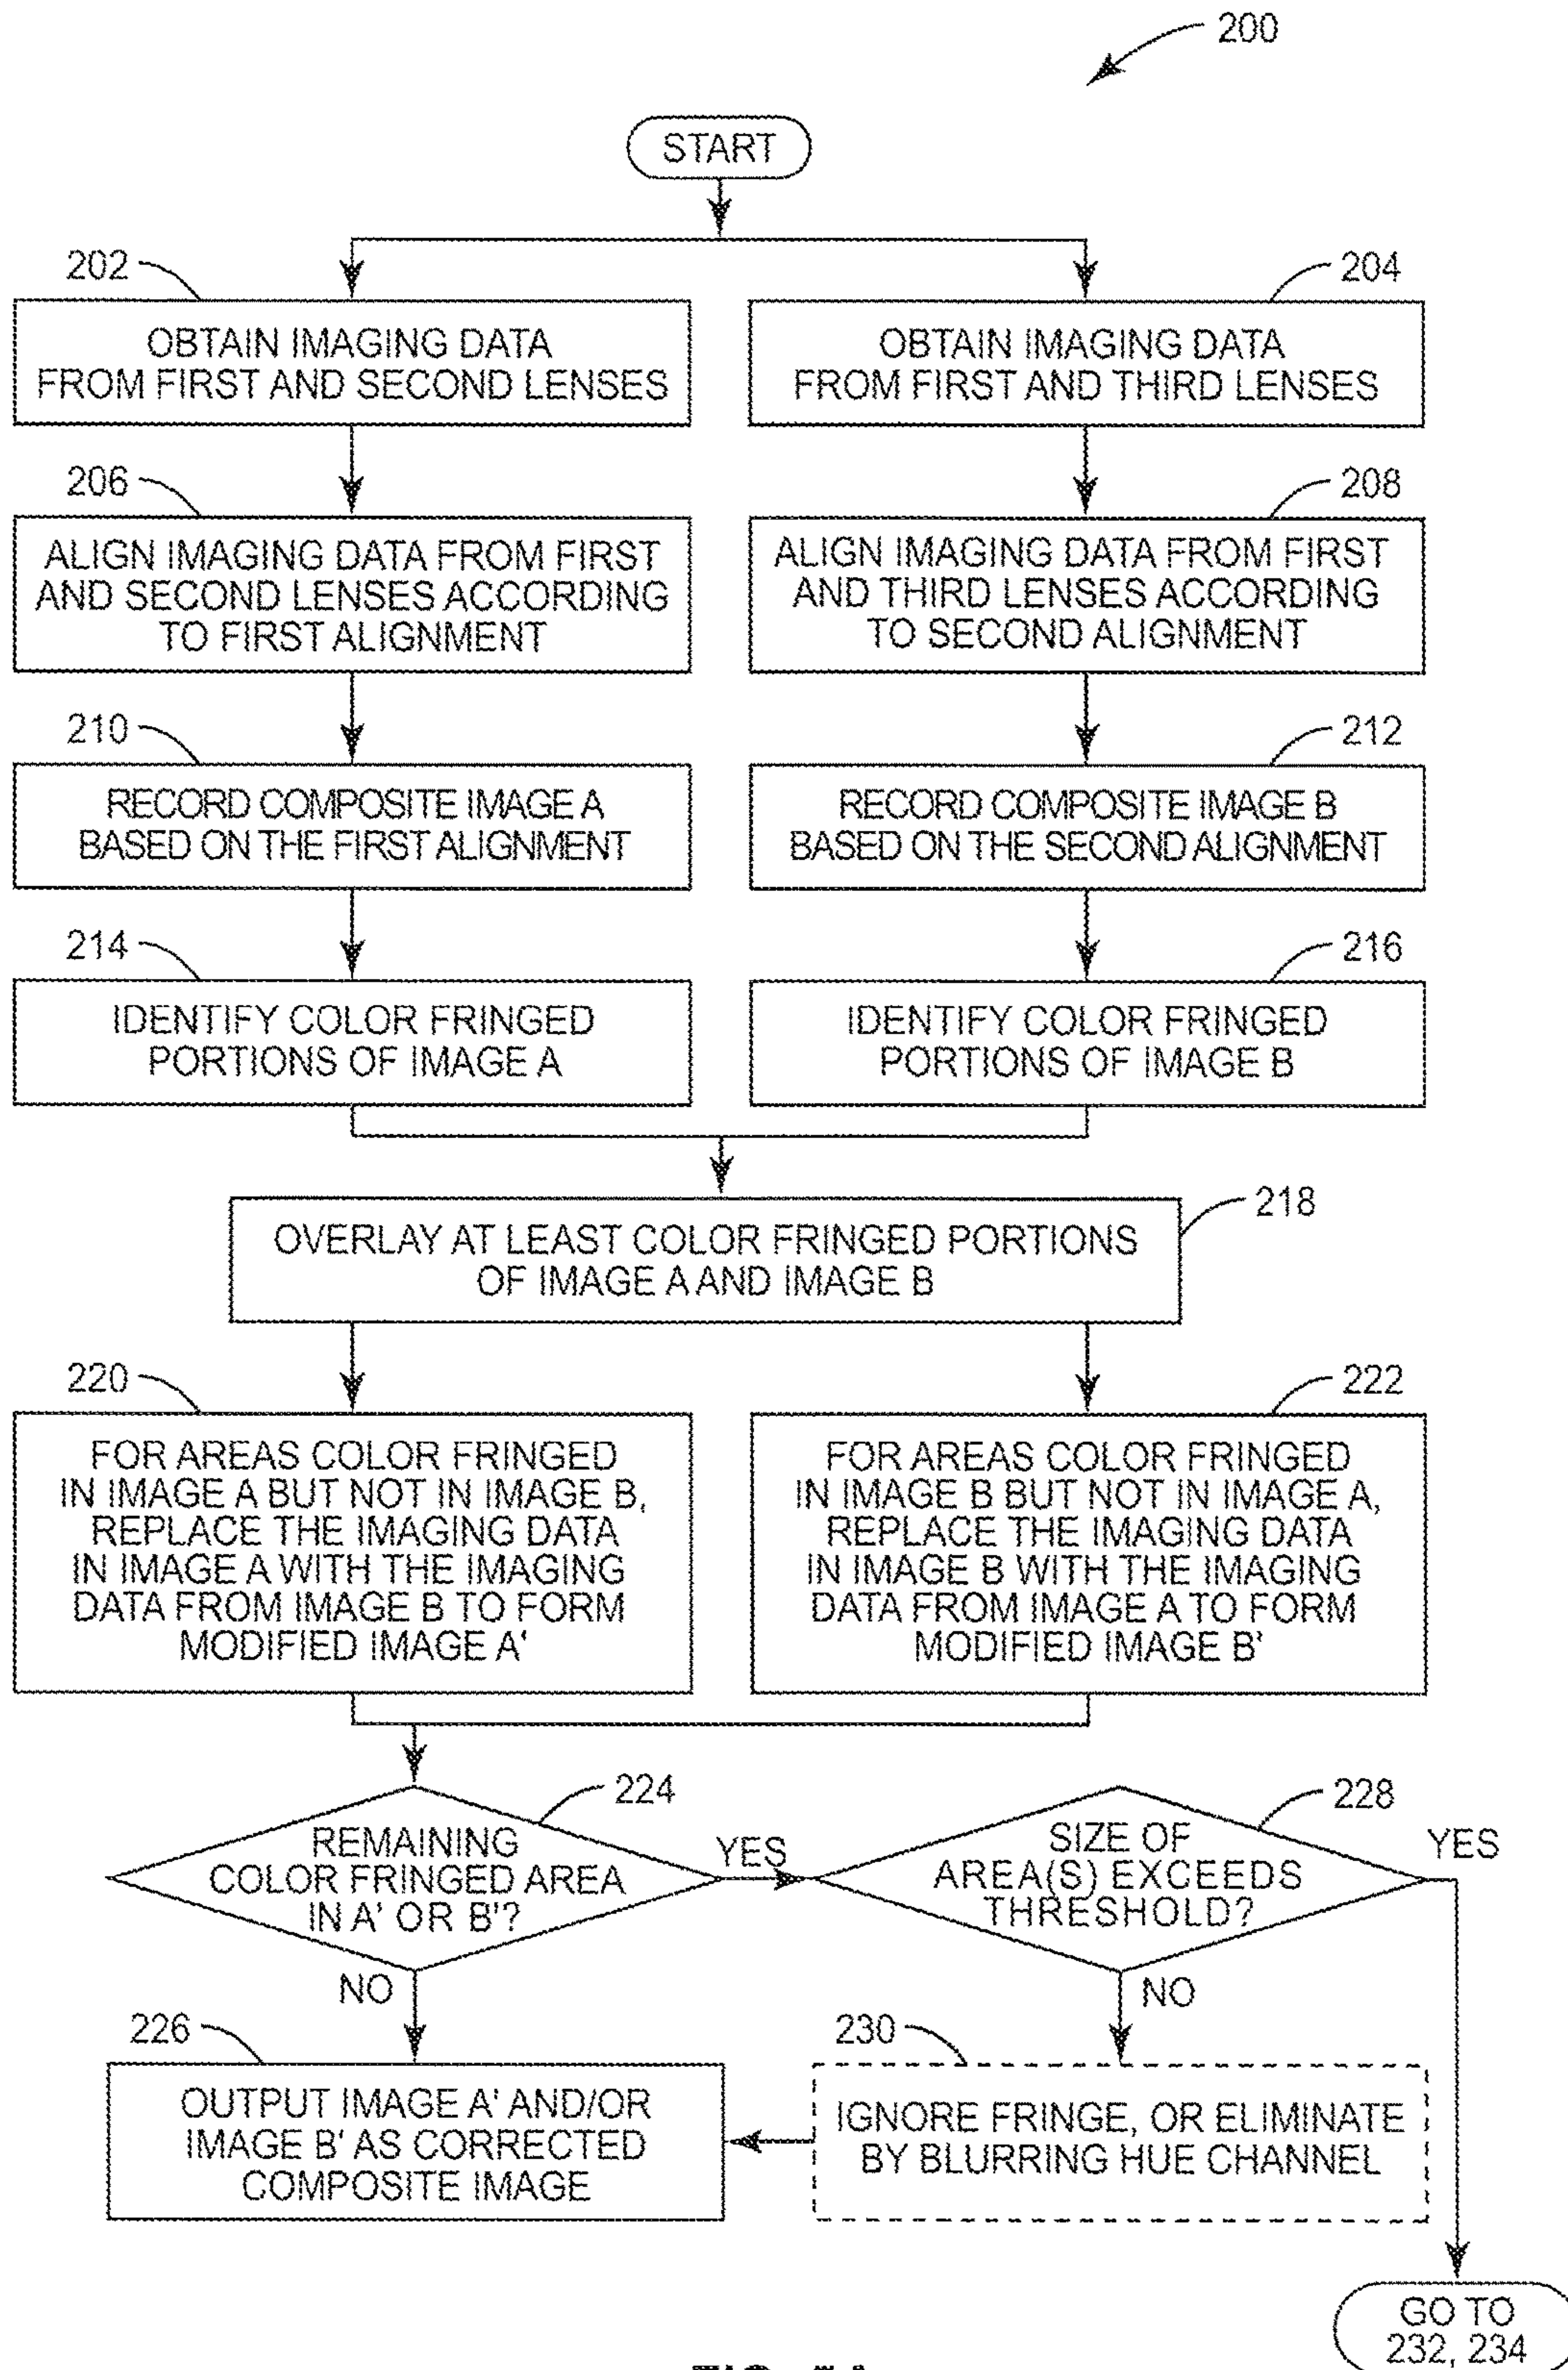 200
START
202
204
OBTAIN IMAGING DATA
FROM FIRST AND SECOND LENSES
OBTAIN IMAGING DATA
FROM FIRST AND THIRD LENSES
206
208
ALIGN IMAGING DATA FROM FIRST
AND SECOND LENSES ACCORDING
TO FIRST ALIGNMENT
ALIGN IMAGING DATA FROM FIRST
AND THIRD LENSES ACCORDING
TO SECOND ALIGNMENT
210
212
RECORD COMPOSITE IMAGE A
BASED ON THE FIRST ALIGNMENT
RECORD COMPOSITE IMAGE B
BASED ON THE SECOND ALIGNMENT
214
216
IDENTIFY COLOR FRINGED
PORTIONS OF IMAGE A
IDENTIFY COLOR FRINGED
PORTIONS OF IMAGE B
218
OVERLAY AT LEAST COLOR FRINGED PORTIONS
OF IMAGE A AND IMAGE B
220
222
FOR AREAS COLOR FRINGED
IN IMAGE A BUT NOT IN IMAGE B,
REPLACE THE IMAGING DATA
IN IMAGE A WITH THE IMAGING
DATA FROM IMAGE B TO FORM
MODIFIED IMAGE A'
FOR AREAS COLOR FRINGED
IN IMAGE B BUT NOT IN IMAGE A,
REPLACE THE IMAGING DATA
IN IMAGE B WITH THE IMAGING
DATA FROM IMAGE A TO FORM
MODIFIED IMAGE B'
224
228
REMAINING
COLOR FRINGED AREA
IN A' OR B'?
YES
SIZE OF
AREA(S) EXCEEDS
THRESHOLD?
YES
NO
NO
226
230
OUTPUT IMAGE A' AND/OR
IMAGE B' AS CORRECTED
COMPOSITE IMAGE
IGNORE FRINGE, OR ELIMINATE
BY BLURRING HUE CHANNEL
GO TO
232, 234